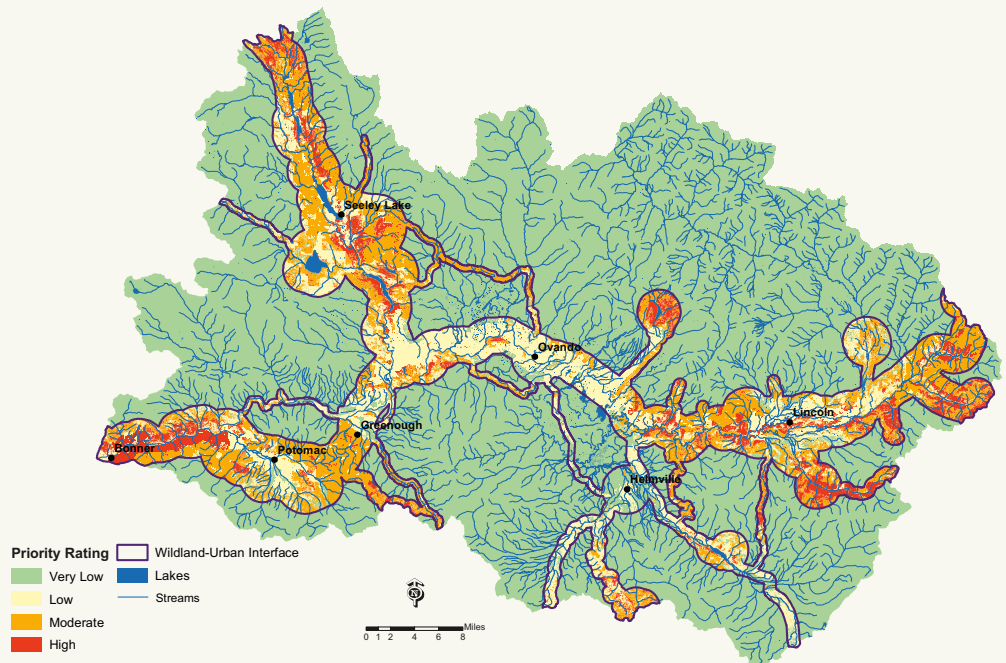 Seeley Lake
Ovando
Lincoln
Greenough
Bonner
Potomac
Helmville
Priority Rating
Very Low
Low
Moderate
High
Wildland-Urban Interface
Lakes
Streams
N
0 1 2 4 6 8 Miles